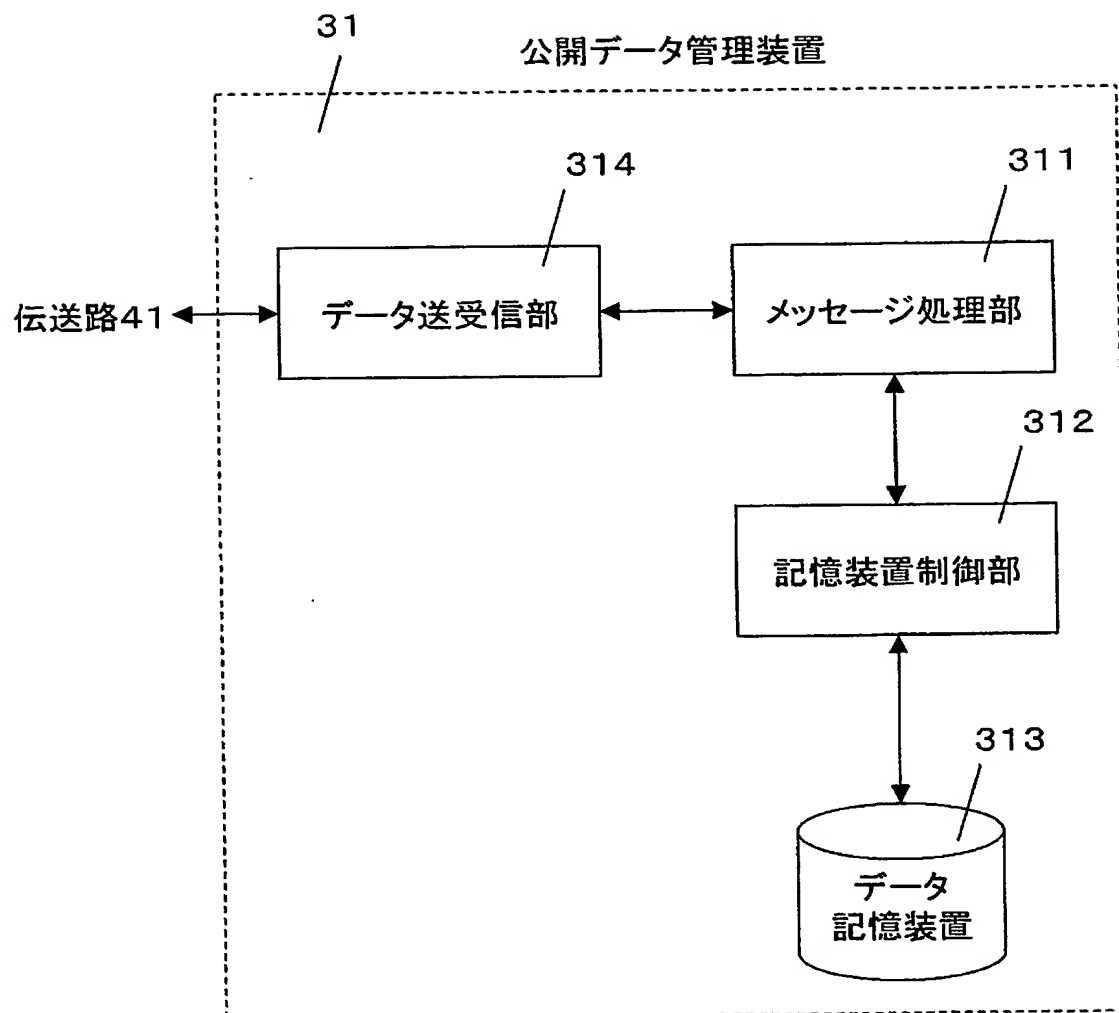 31
公開データ管理装置
314
311
伝送路41
データ送受信部
メッセージ処理部
312
記憶装置制御部
313
データ
記憶装置